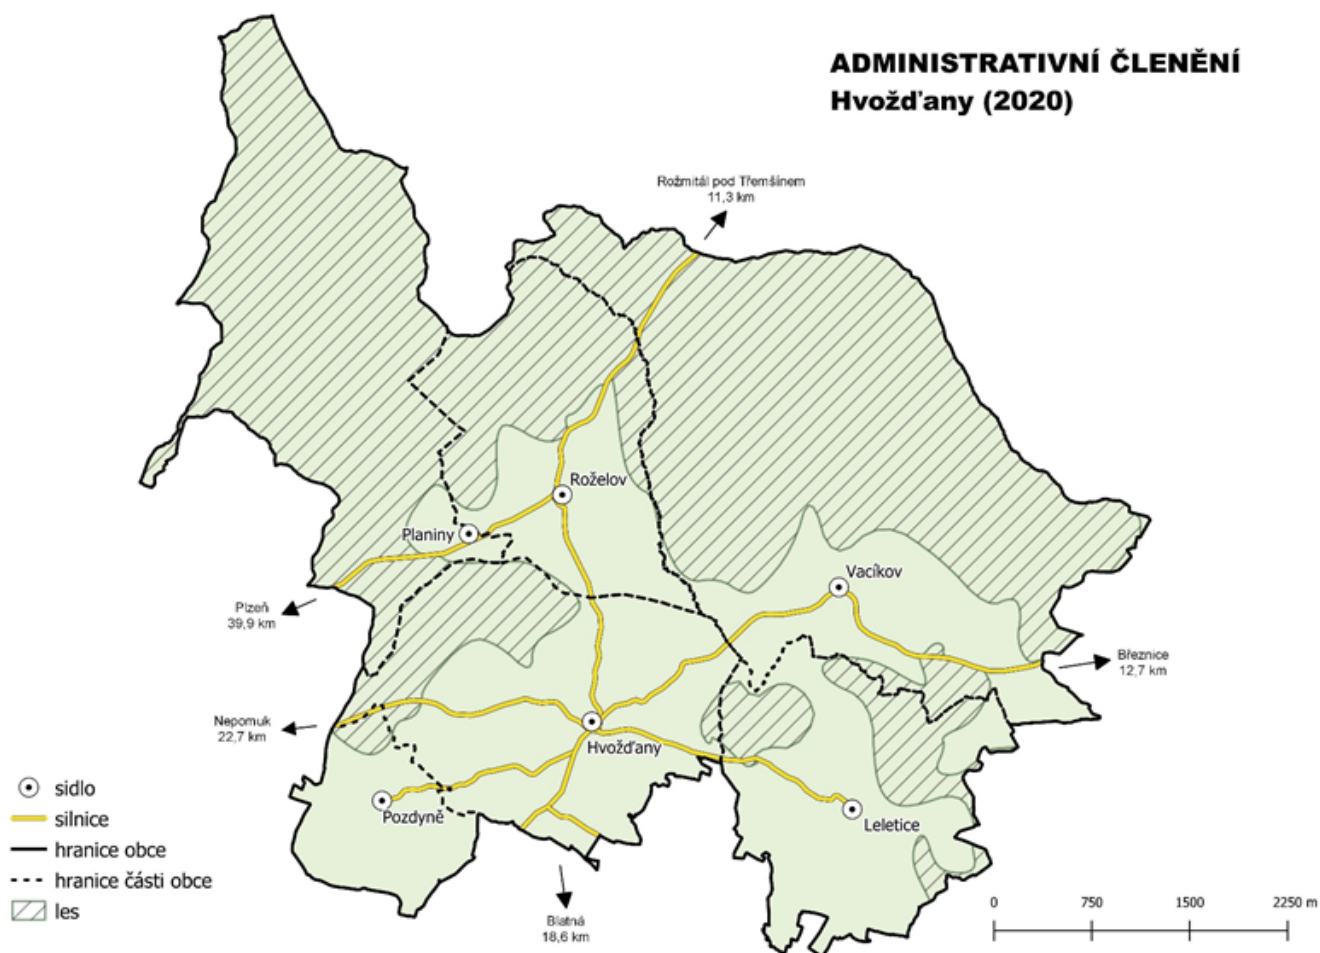 ADMINISTRATIVNÍ ČLENĚNÍ
Hvožďany (2020)
Rožmitál pod Třemšínem
11,3 km
Roželov
Planiny
Vacíkov
Plzeň
39,9 km
Březnice
12,7 km
Nepomuk
22,7 km
Hvožďany
Pozdyně
Leletice
Blatná
18,6 km
sídlo
silnice
hranice obce
hranice části obce
les
0 750 1500 2250 m